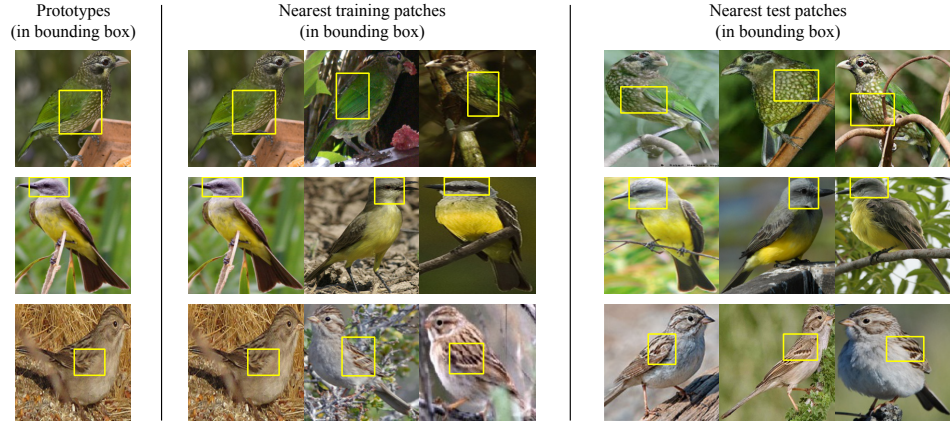 Prototypes
(in bounding box)
Nearest training patches
(in bounding box)
Nearest test patches
(in bounding box)